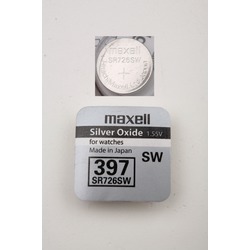 maxell
SR726SW
+
maxell
Silver Oxide 1.55V
for watches
Made in Japan
397 SW
SR726SW